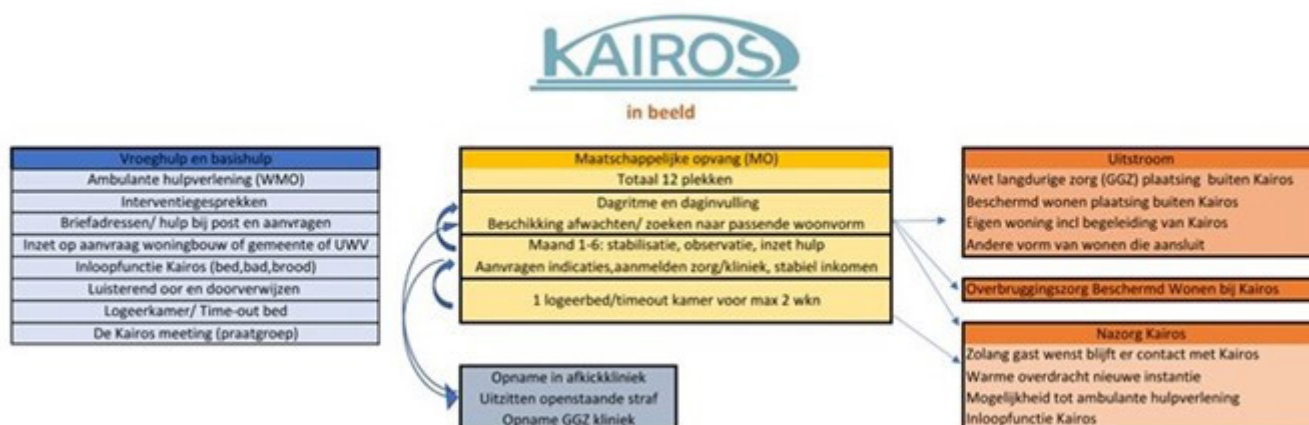 KAIROS
in beeld
Vroeghulp en basishulp
Ambulante hulpverlening (WMO)
Interventiegesprekken
Briefadressen/ hulp bij post en aanvragen
Inzet op aanvraag woningbouw of gemeente of UWV
Inloopfunctie Kairos (bed,bad,brood)
Luisterend oor en doorverwijzen
Logeerkamer/ Time-out bed
De Kairos meeting (praatgroep)
Maatschappelijke opvang (MO)
Totaal 12 plekken
Dagritme en daginvulling
Beschikking afwachten/ zoeken naar passende woonvorm
Maand 1-6: stabilisatie, observatie, inzet hulp
Aanvragen indicaties,aanmelden zorg/kliniek, stabiel inkomen
1 logeerbed/timeout kamer voor max 2 wkn
Opname in afkickkliniek
Uitzitten openstaande straf
Opname GGZ kliniek
Uitstroom
Wet langdurige zorg (GGZ) plaatsing buiten Kairos
Beschermd wonen plaatsing buiten Kairos
Eigen woning incl begeleiding van Kairos
Andere vorm van wonen die aansluit
Overbruggingszorg Beschermd Wonen bij Kairos
Nazorg Kairos
Zolang gast wenst blijft er contact met Kairos
Warme overdracht nieuwe instantie
Mogelijkheid tot ambulante hulpverlening
Inloopfunctie Kairos